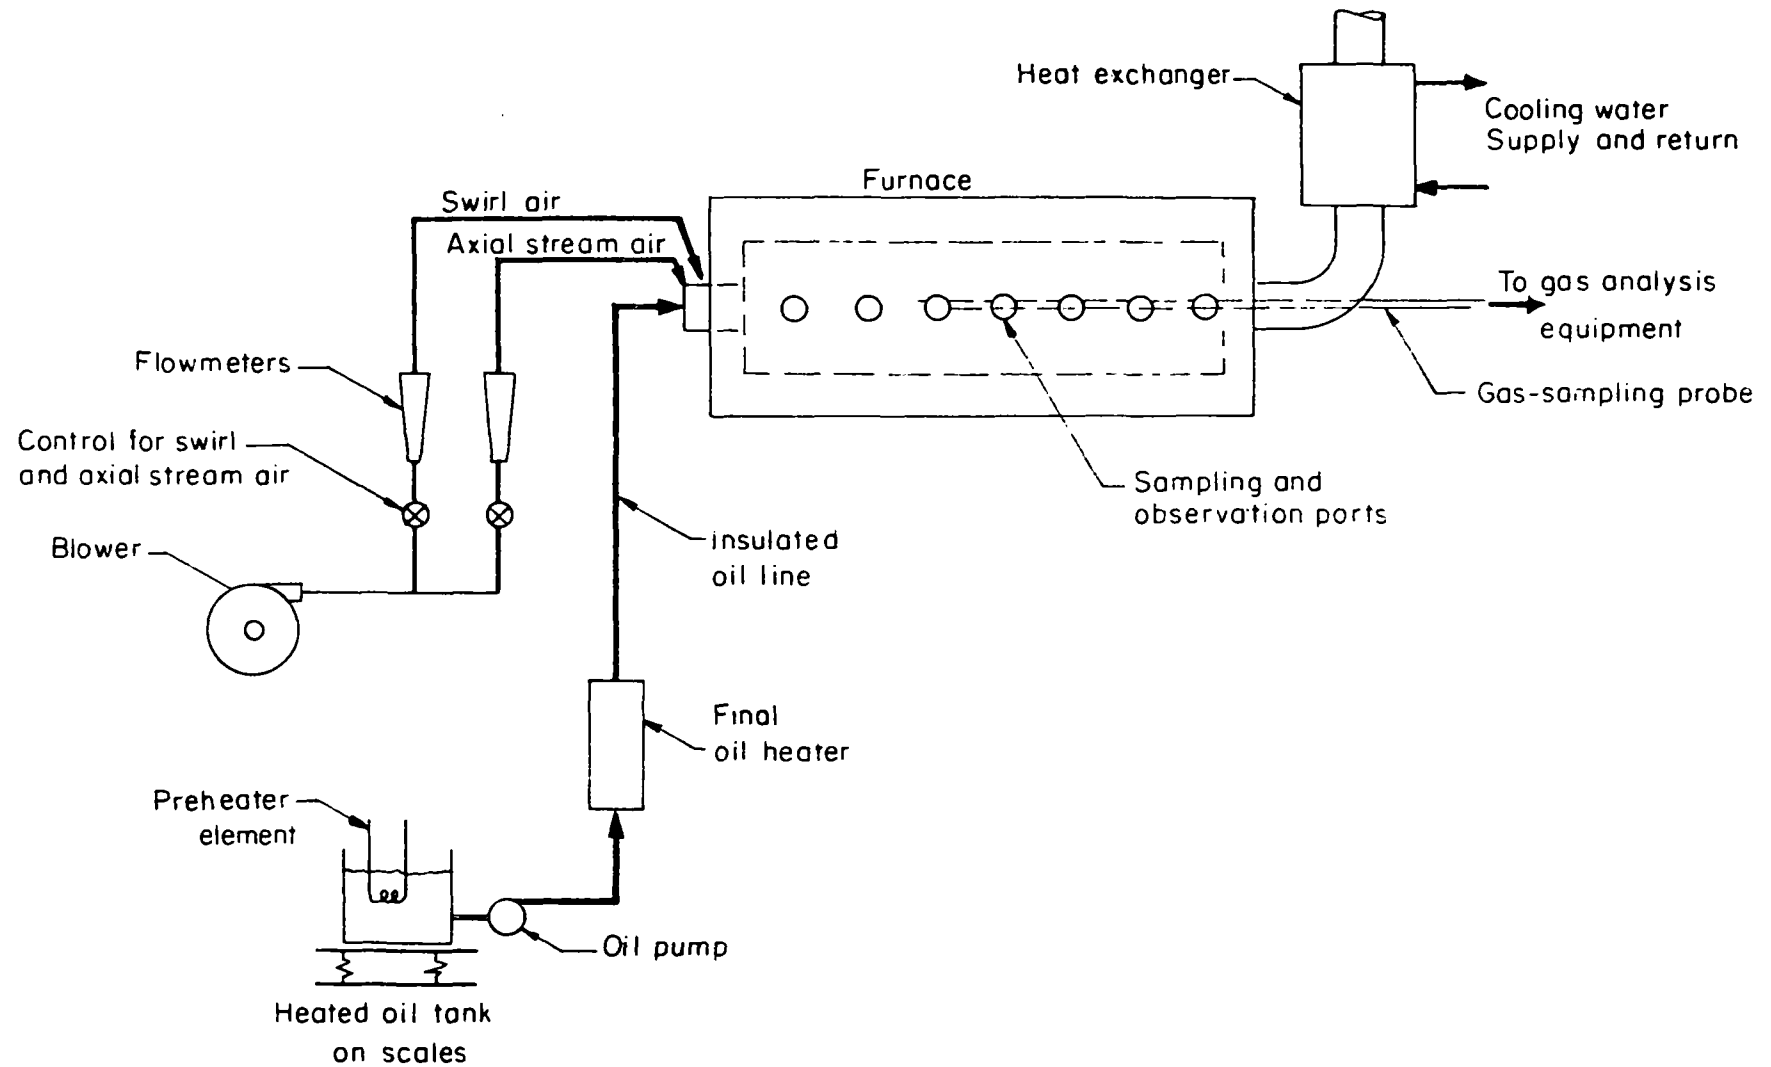 Heat exchanger
Cooling water
Supply and return
Furnace
Swirl air
Axial stream air
To gas analysis
equipment
Flowmeters
Gas-sampling probe
Control for swirl
and axial stream air
Sampling and
observation ports
Blower
insulated
oil line
Final
oil heater
Preheater
element
Oil pump
Heated oil tank
on scales